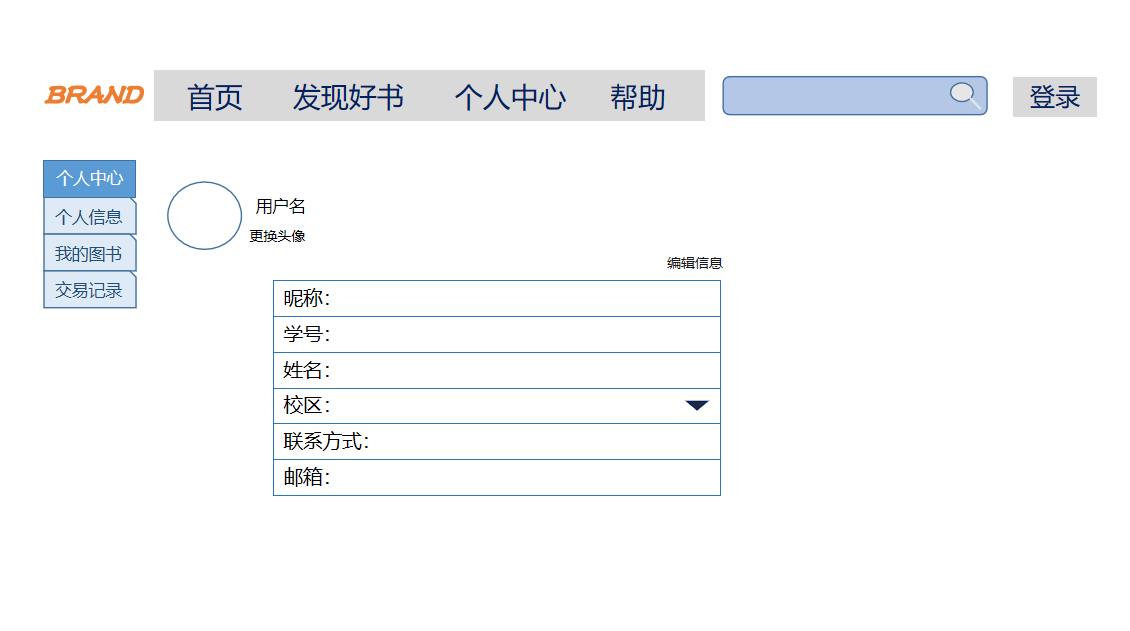 BRAND 首页 发现好书 个人中心 帮助 登录
个人中心
个人信息
我的图书
交易记录
用户名
更换头像
编辑信息
昵称：
学号：
姓名：
校区：
联系方式：
邮箱：